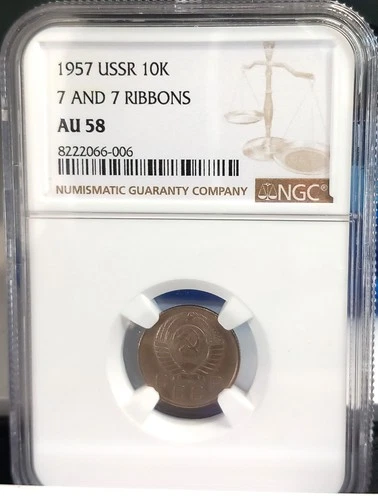 1957 USSR 10K
7 AND 7 RIBBONS
AU 58
8222066-006
NUMISMATIC GUARANTY COMPANY
NGC®